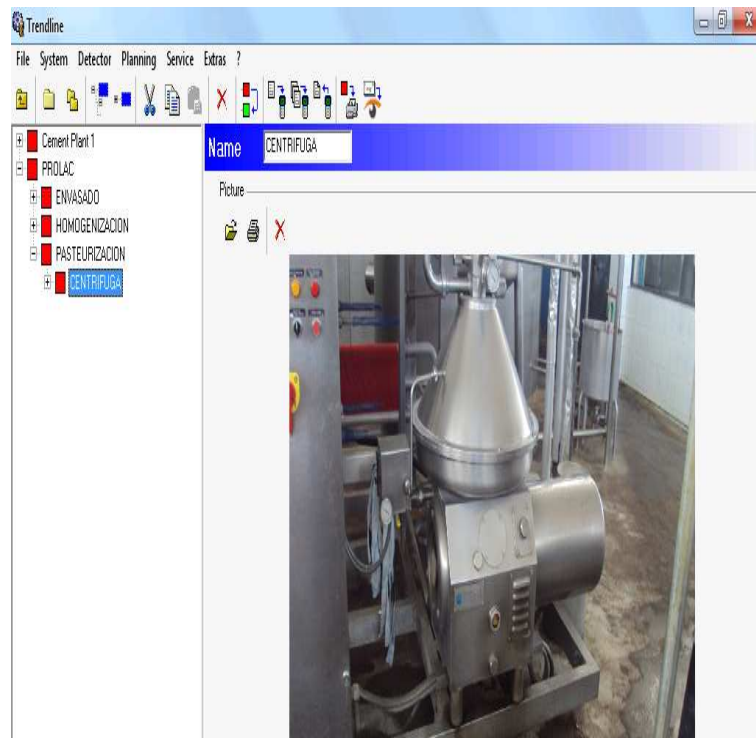 Trendline
File System Detector Planning Service Extras ?
Cement Plant 1
PROLAC
ENVASADO
HOMOGENIZACION
PASTEURIZACION
CENTRIFUGA
Name CENTRIFUGA
Picture